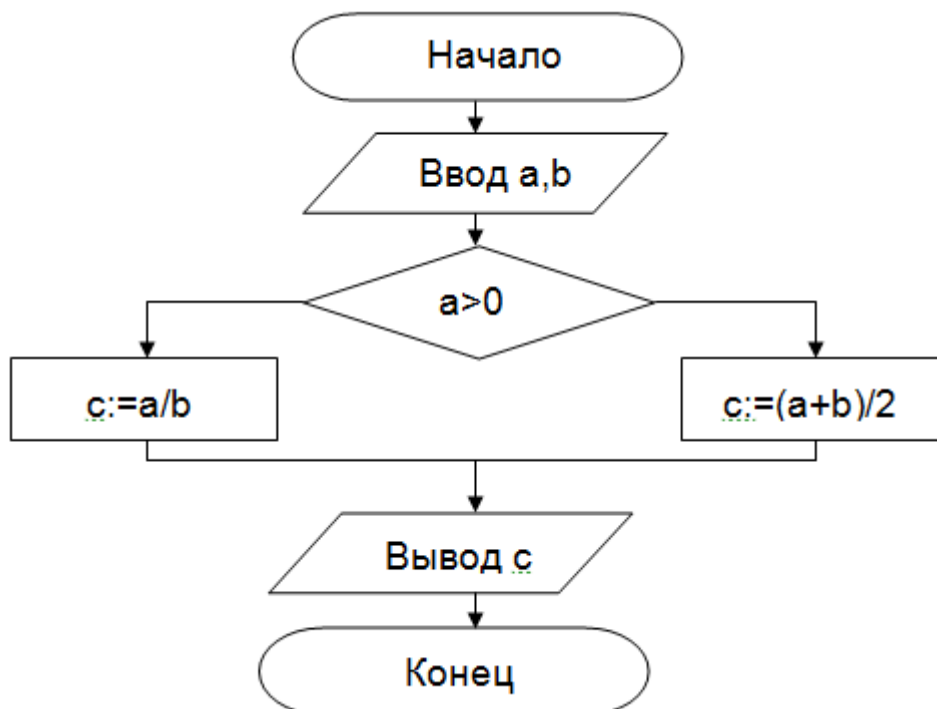 Начало
Ввод a,b
a>0
c:=a/b
c:=(a+b)/2
Вывод c
Конец